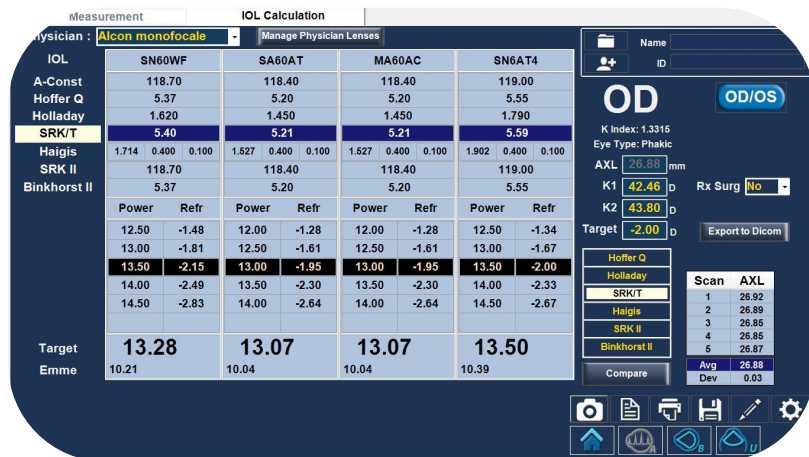 Measurement IOL Calculation
Physician : Alcon monofocale Manage Physician Lenses
IOL SN60WF SA60AT MA60AC SN6AT4
A-Const 118.70 118.40 118.40 119.00
Hoffer Q 5.37 5.20 5.20 5.55
Holladay 1.620 1.450 1.450 1.790
SRK/T 5.40 5.21 5.21 5.59
Haigis 1.714 0.400 0.100 1.527 0.400 0.100 1.527 0.400 0.100 1.902 0.400 0.100
SRK II 118.70 118.40 118.40 119.00
Binkhorst II 5.37 5.20 5.20 5.55
Power Refr Power Refr Power Refr Power Refr
12.50 -1.48 12.00 -1.28 12.00 -1.28 12.50 -1.34
13.00 -1.81 12.50 -1.61 12.50 -1.61 13.00 -1.67
13.50 -2.15 13.00 -1.95 13.00 -1.95 13.50 -2.00
14.00 -2.49 13.50 -2.30 13.50 -2.30 14.00 -2.33
14.50 -2.83 14.00 -2.64 14.00 -2.64 14.50 -2.67
Target 13.28 13.07 13.07 13.50
Emme 10.21 10.04 10.04 10.39
Name
ID
OD OD/OS
K Index: 1.3315
Eye Type: Phakic
AXL 26.88 mm
K1 42.46 D Rx Surg No
K2 43.80 D
Target -2.00 D Export to Dicom
Hoffer Q
Holladay
SRK/T
Haigis
SRK II
Binkhorst II
Compare
Scan AXL
1 26.92
2 26.89
3 26.85
4 26.85
5 26.87
Avg 26.88
Dev 0.03
A B U